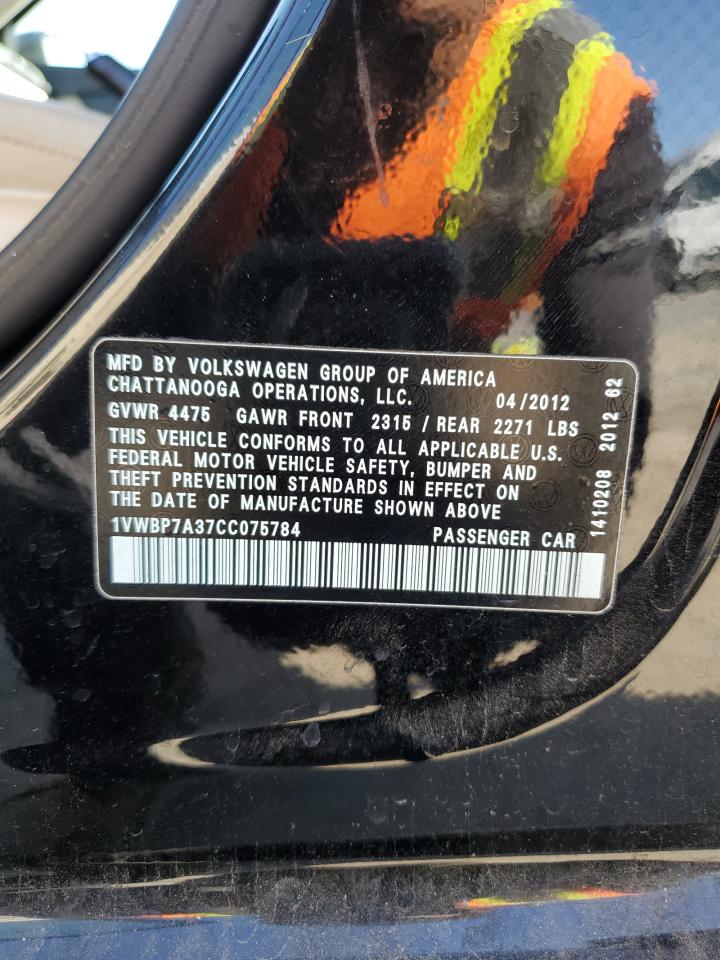 MFD BY VOLKSWAGEN GROUP OF AMERICA
CHATTANOOGA OPERATIONS, LLC. 04/2012
GVWR 4475 GAWR FRONT 2315 / REAR 2271 LBS
THIS VEHICLE CONFORMS TO ALL APPLICABLE U.S.
FEDERAL MOTOR VEHICLE SAFETY, BUMPER AND
THEFT PREVENTION STANDARDS IN EFFECT ON
THE DATE OF MANUFACTURE SHOWN ABOVE
1VWBP7A37CC075784 PASSENGER CAR
1410208 2012 62